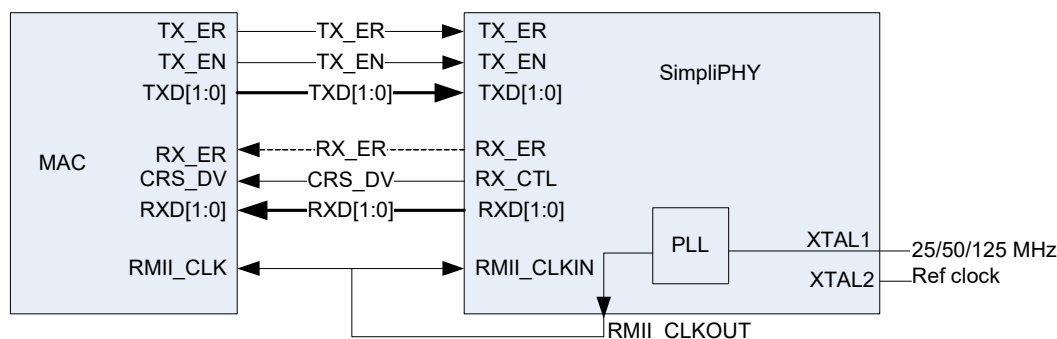 TX_ER TX_ER TX_ER
TX_EN TX_EN TX_EN
SimpliPHY
TXD[1:0] TXD[1:0] TXD[1:0]
RX_ER RX_ER RX_ER
MAC
CRS_DV CRS_DV RX_CTL
RXD[1:0] RXD[1:0] RXD[1:0]
PLL
XTAL1 25/50/125 MHz
RMII_CLK RMII_CLKIN
XTAL2 Ref clock
RMII_CLKOUT